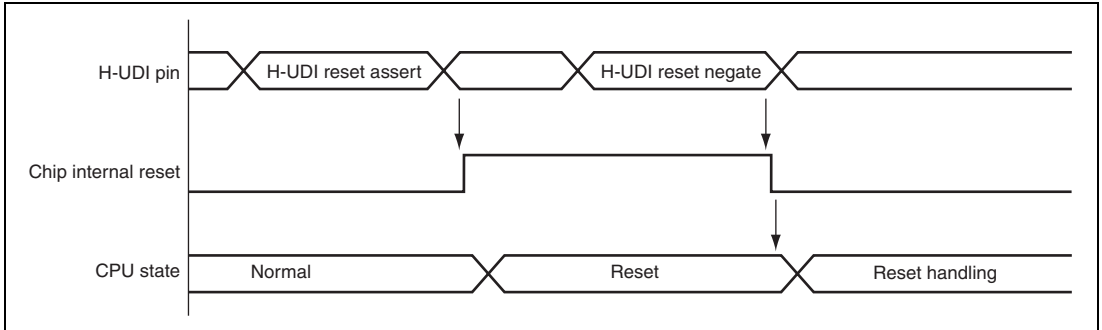 H-UDI pin
H-UDI reset assert
H-UDI reset negate
Chip internal reset
CPU state
Normal
Reset
Reset handling